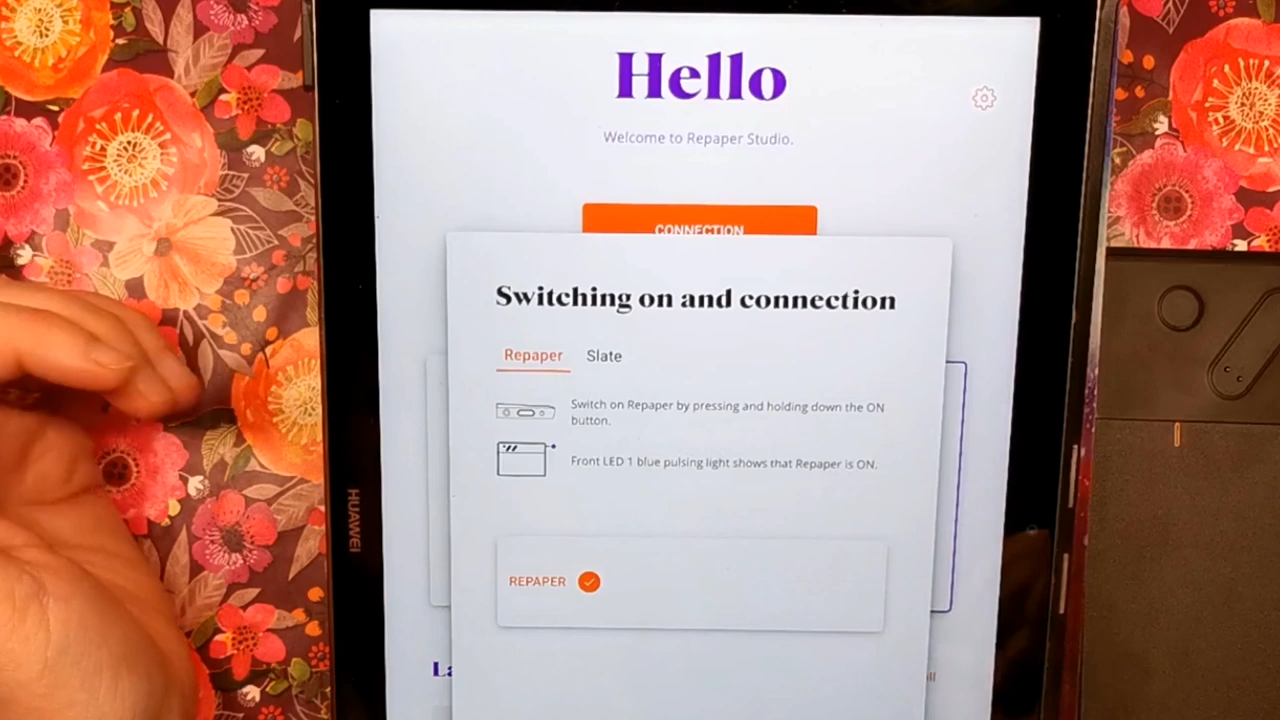 Hello
Welcome to Repaper Studio.
CONNECTION
Switching on and connection
Repaper
Slate
Switch on Repaper by pressing and holding down the ON
button.
Front LED 1 blue pulsing light shows that Repaper is ON.
HUAWEI
REPAPER